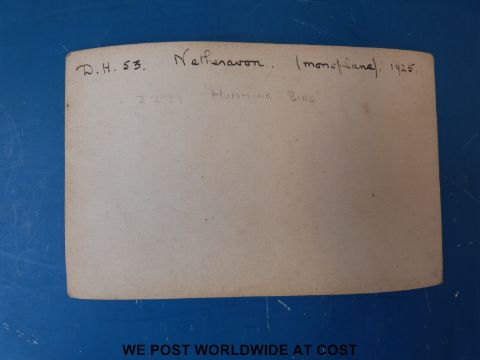 D.H. 53. Netheravon. (monoplane). 1925.
'HUMMING BIRD'
WE POST WORLDWIDE AT COST